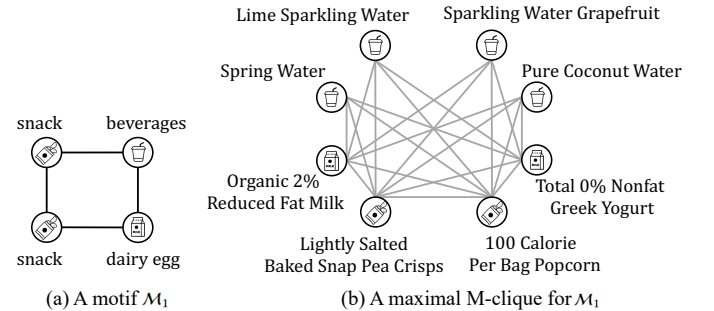 Lime Sparkling Water
Sparkling Water Grapefruit
Spring Water
Pure Coconut Water
snack
beverages
Organic 2%
Reduced Fat Milk
Total 0% Nonfat
Greek Yogurt
snack
dairy egg
Lightly Salted
Baked Snap Pea Crisps
100 Calorie
Per Bag Popcorn
(a) A motif ℳ₁
(b) A maximal M-clique for ℳ₁